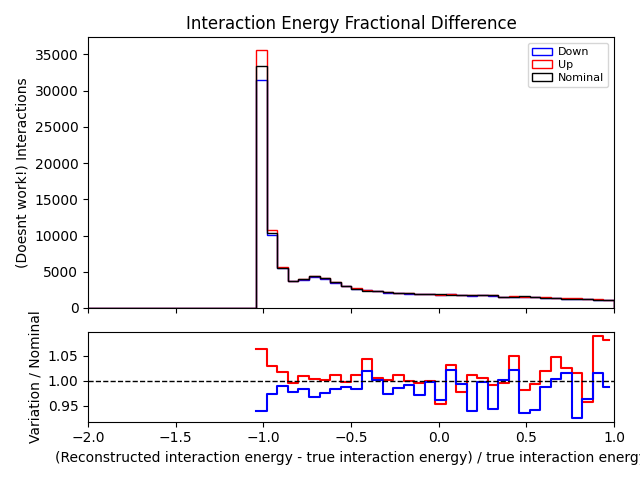 Interaction Energy Fractional Difference
(Doesnt work!) Interactions
35000
30000
25000
20000
15000
10000
5000
0
Down
Up
Nominal
Variation / Nominal
1.05
1.00
0.95
−2.0 −1.5 −1.0 −0.5 0.0 0.5 1.0
(Reconstructed interaction energy - true interaction energy) / true interaction energy